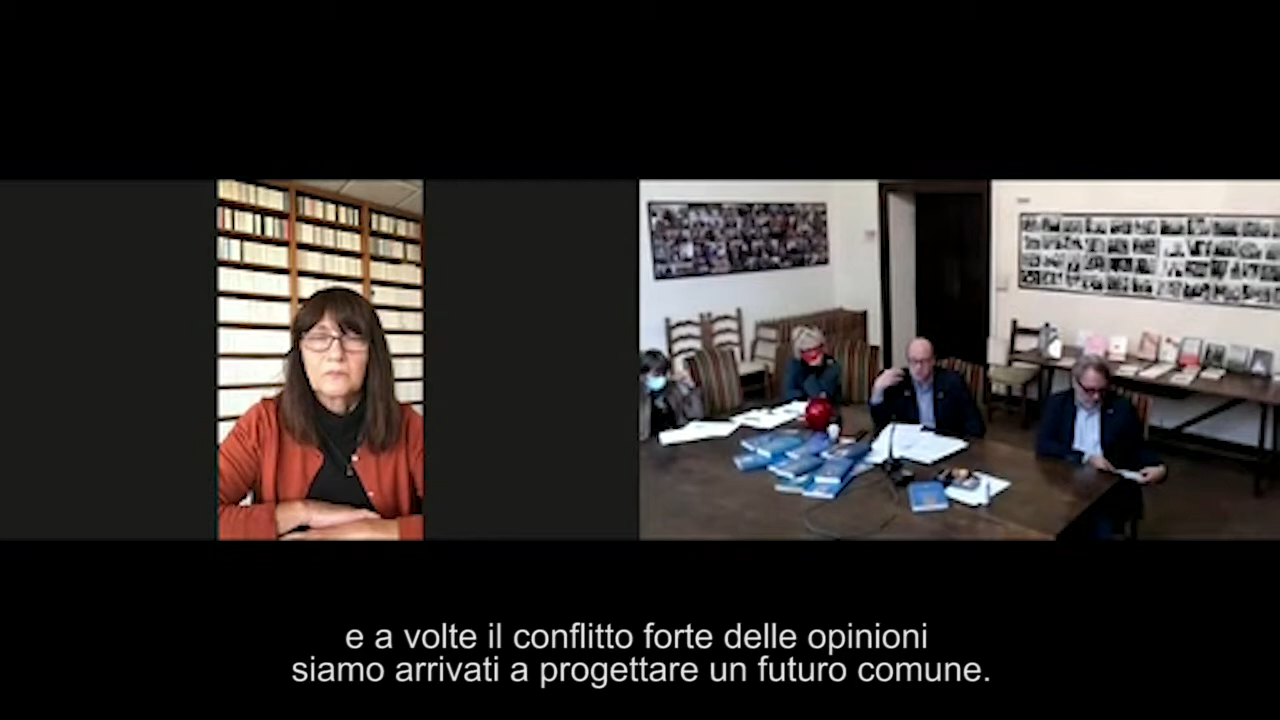 e a volte il conflitto forte delle opinioni
siamo arrivati a progettare un futuro comune.